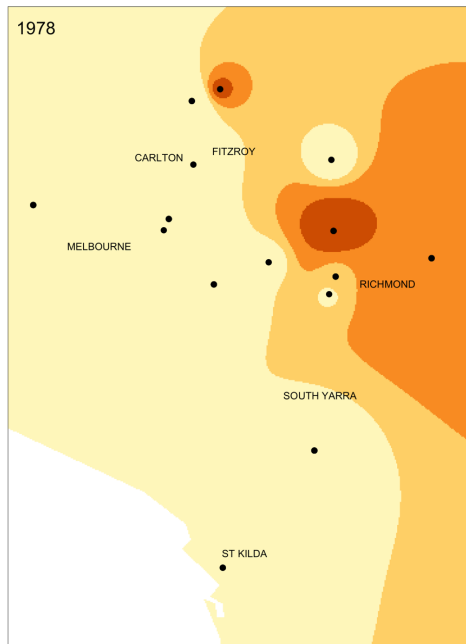 1978
FITZROY
CARLTON
MELBOURNE
RICHMOND
SOUTH YARRA
ST KILDA